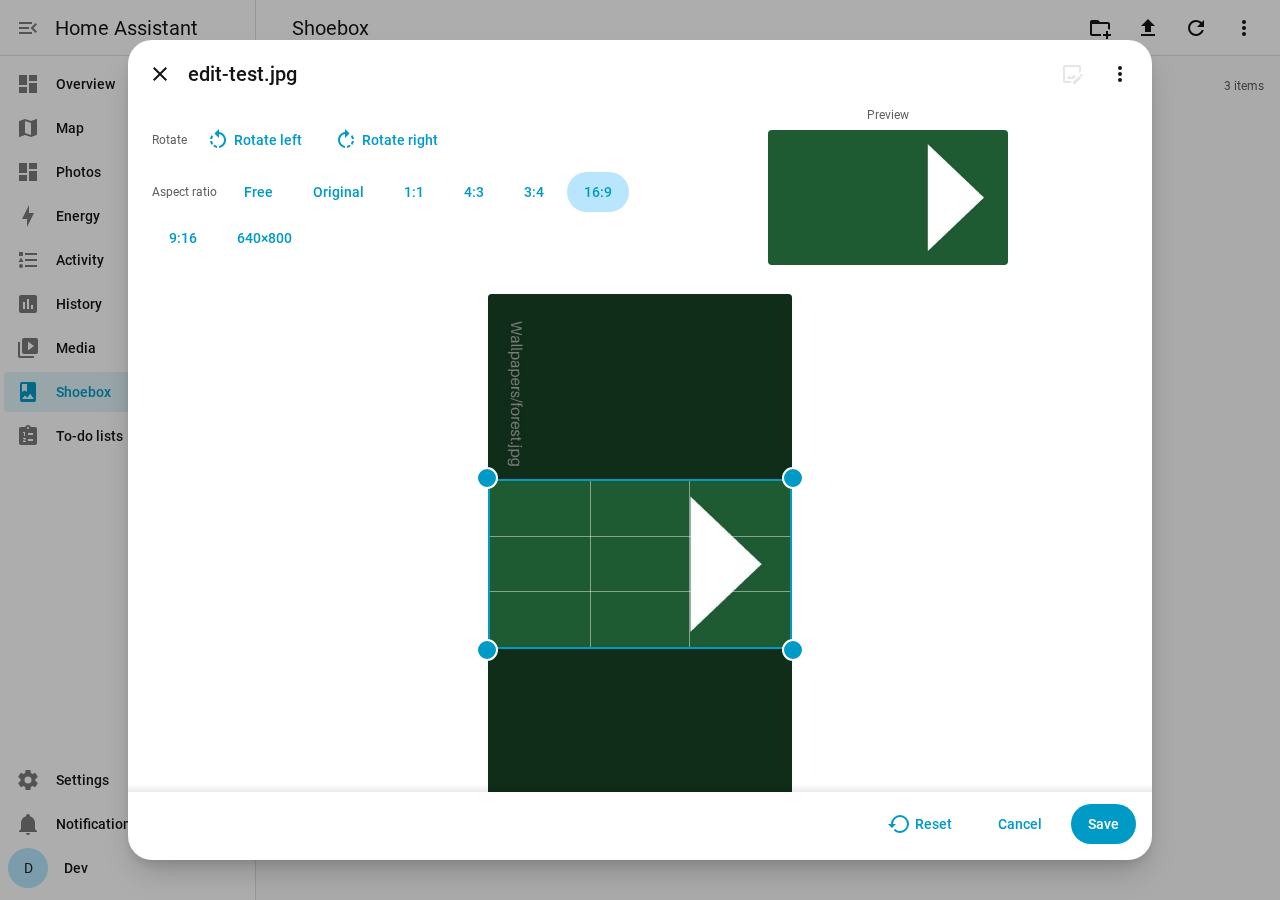 Home Assistant
Shoebox
edit-test.jpg
Overview
3 items
Map
Photos
Energy
Activity
History
Media
Shoebox
To-do lists
Settings
Notification
D
Dev
Preview
Rotate
Rotate left
Rotate right
Aspect ratio
Free
Original
1:1
4:3
3:4
16:9
9:16
640×800
Wallpapers/forest.jpg
Reset
Cancel
Save